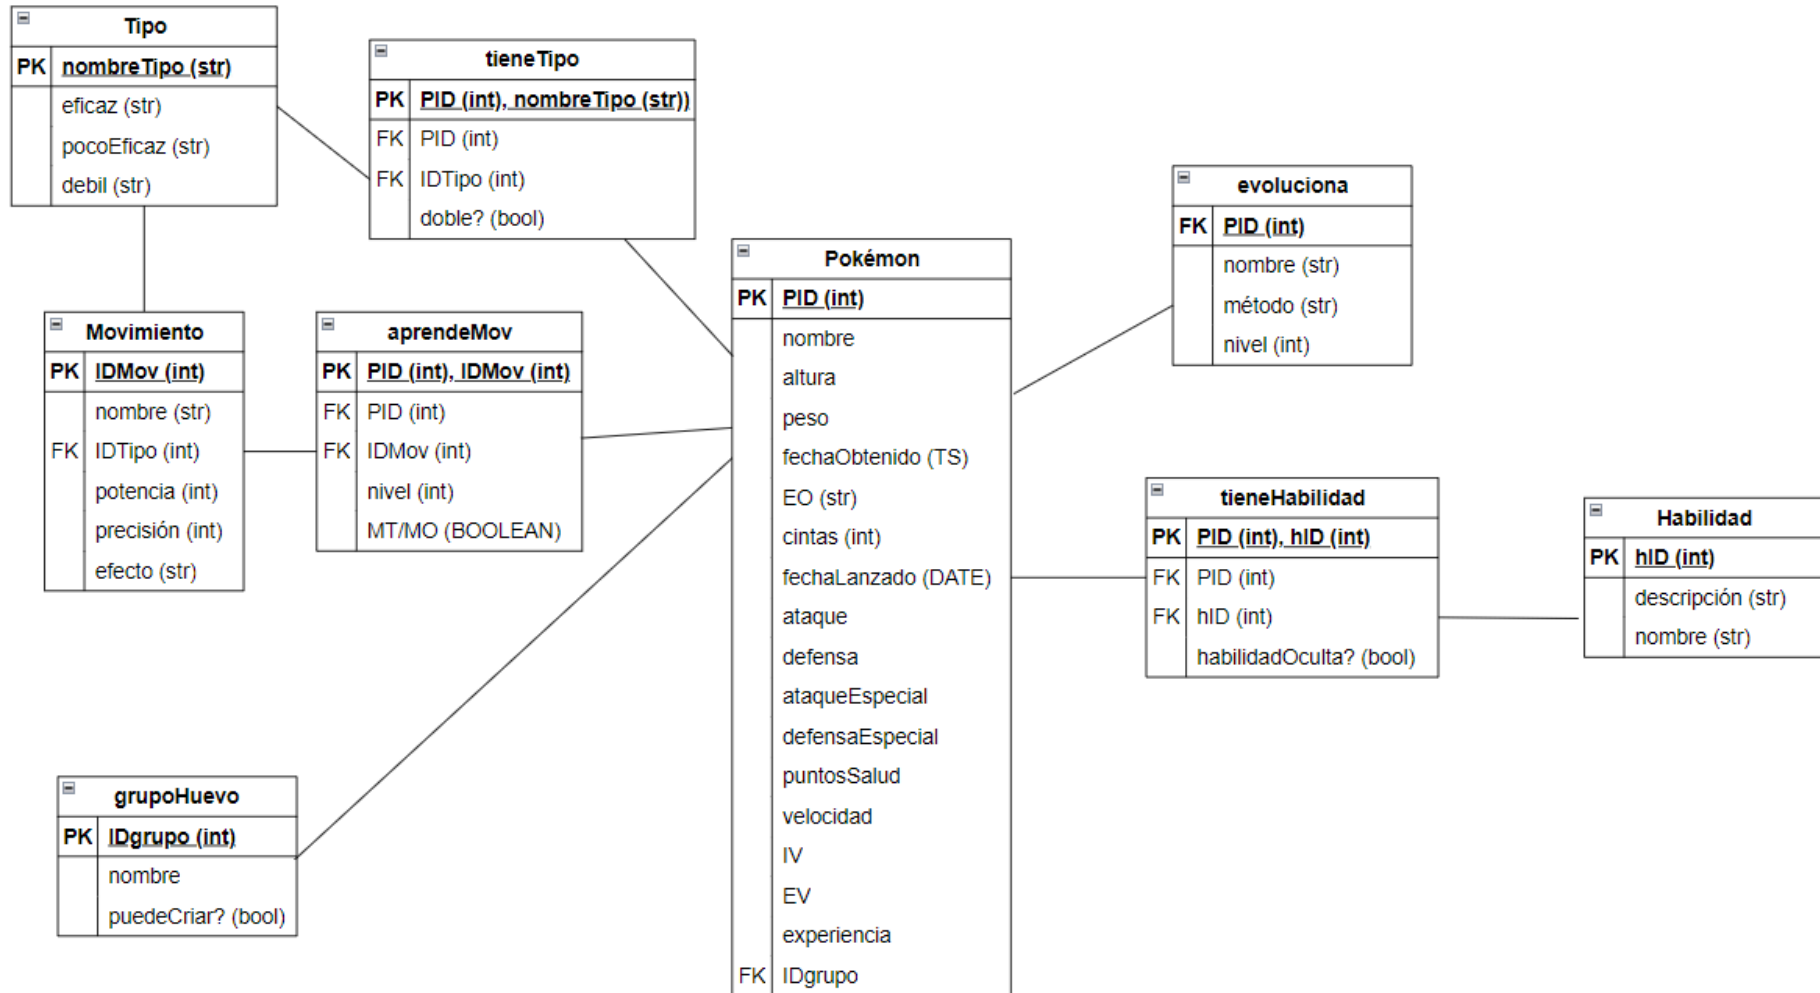 Tipo
PK nombreTipo (str)
eficaz (str)
pocoEficaz (str)
debil (str)
tieneTipo
PK PID (int), nombreTipo (str))
FK PID (int)
FK IDTipo (int)
doble? (bool)
evoluciona
FK PID (int)
nombre (str)
método (str)
nivel (int)
Pokémon
PK PID (int)
nombre
altura
peso
fechaObtenido (TS)
EO (str)
cintas (int)
fechaLanzado (DATE)
ataque
defensa
ataqueEspecial
defensaEspecial
puntosSalud
velocidad
IV
EV
experiencia
FK IDgrupo
Movimiento
PK IDMov (int)
nombre (str)
FK IDTipo (int)
potencia (int)
precisión (int)
efecto (str)
aprendeMov
PK PID (int), IDMov (int)
FK PID (int)
FK IDMov (int)
nivel (int)
MT/MO (BOOLEAN)
tieneHabilidad
PK PID (int), hID (int)
FK PID (int)
FK hID (int)
habilidadOculta? (bool)
Habilidad
PK hID (int)
descripción (str)
nombre (str)
grupoHuevo
PK IDgrupo (int)
nombre
puedeCriar? (bool)